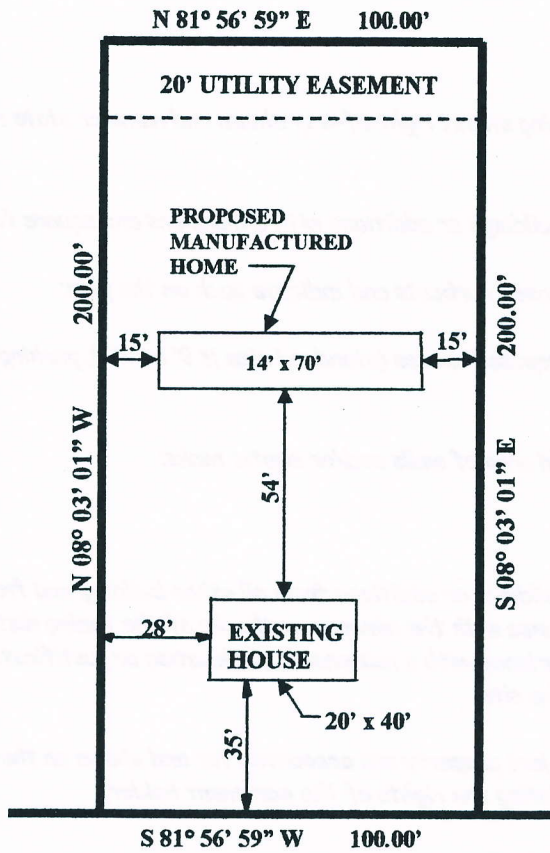 N 81° 56' 59" E 100.00'
20' UTILITY EASEMENT
PROPOSED
MANUFACTURED
HOME
200.00'
200.00'
15'
15'
14' x 70'
N 08° 03' 01" W
S 08° 03' 01" E
54'
28'
EXISTING
HOUSE
20' x 40'
35'
S 81° 56' 59" W 100.00'